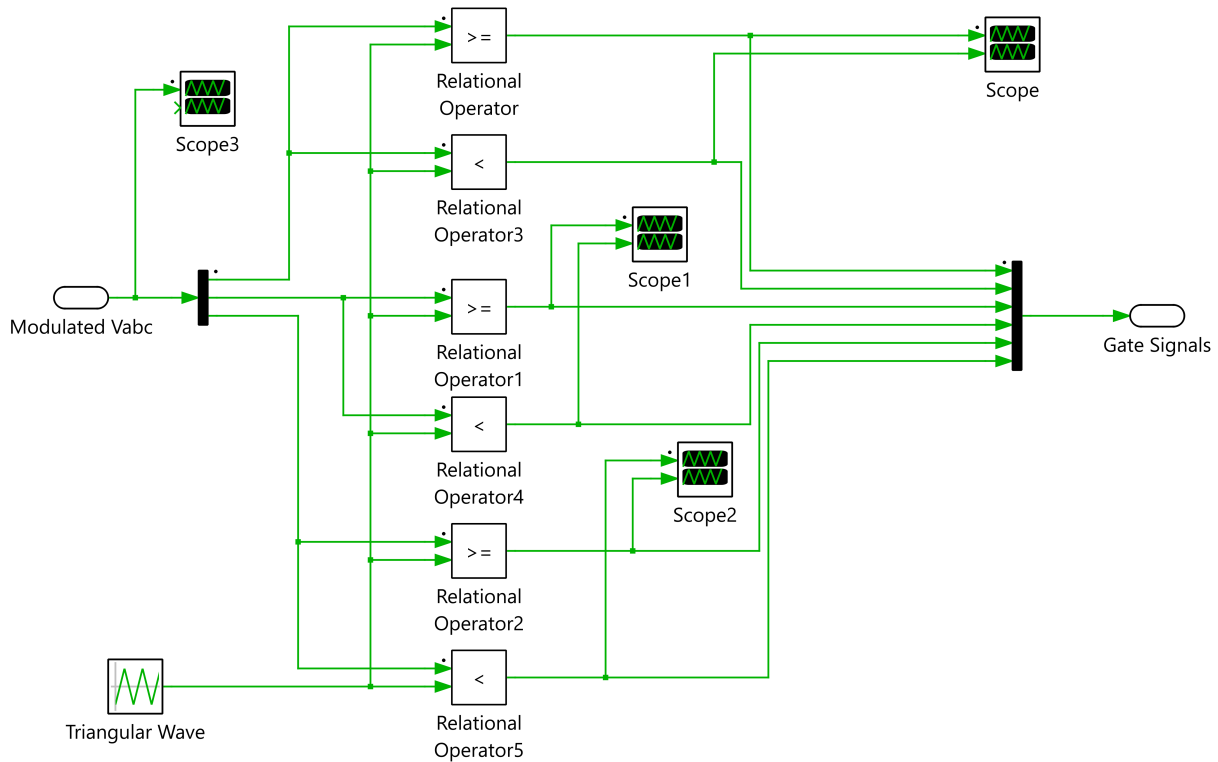 >=
Relational
Operator
Scope
Scope3
<
Relational
Operator3
Scope1
Modulated Vabc
>=
Relational
Operator1
Gate Signals
<
Relational
Operator4
Scope2
>=
Relational
Operator2
<
Relational
Operator5
Triangular Wave